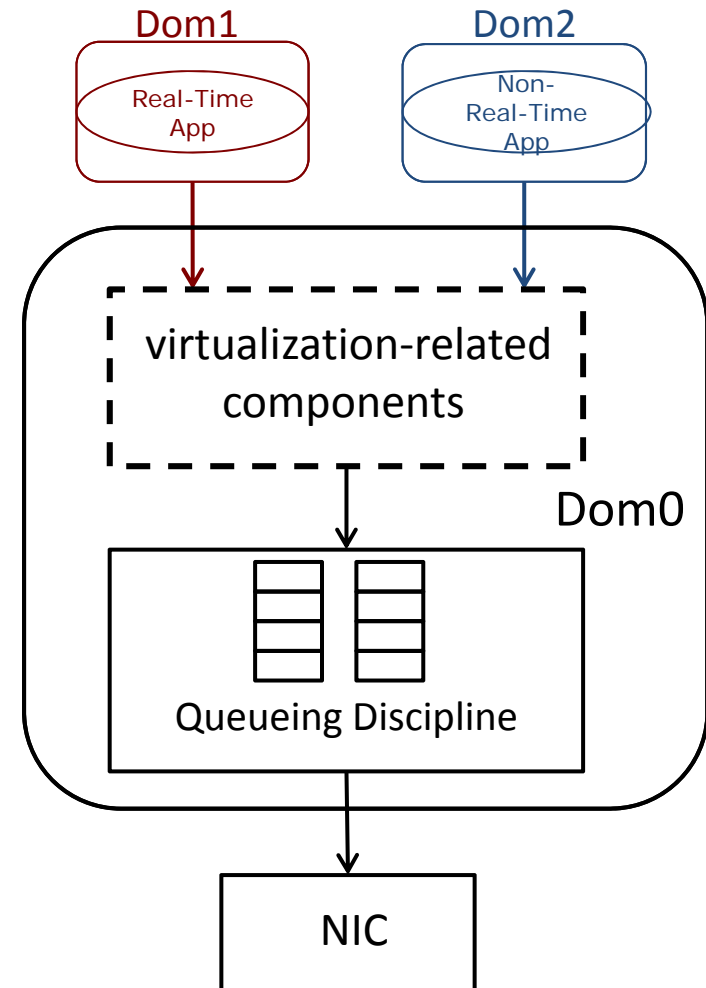 Dom1
Dom2
Real-Time
App
Non-
Real-Time
App
virtualization-related
components
Dom0
Queueing Discipline
NIC